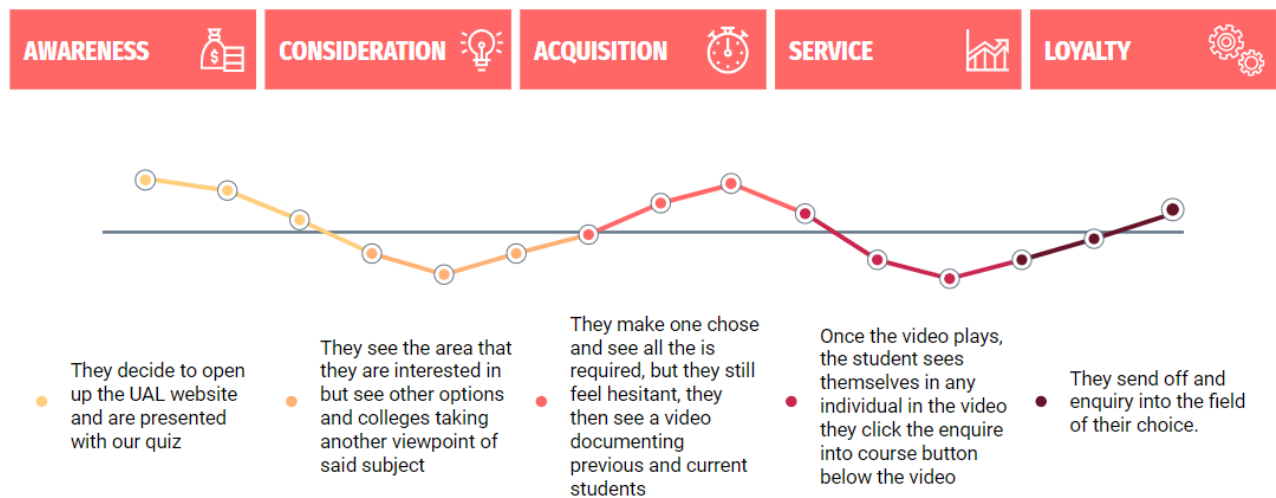 AWARENESS
CONSIDERATION
ACQUISITION
SERVICE
LOYALTY
$
They decide to open
up the UAL website
and are presented
with our quiz
They see the area that
they are interested in
but see other options
and colleges taking
another viewpoint of
said subject
They make one chose
and see all the is
required, but they still
feel hesitant, they
then see a video
documenting
previous and current
students
Once the video plays,
the student sees
themselves in any
individual in the video
they click the enquire
into course button
below the video
They send off and
enquiry into the field
of their choice.